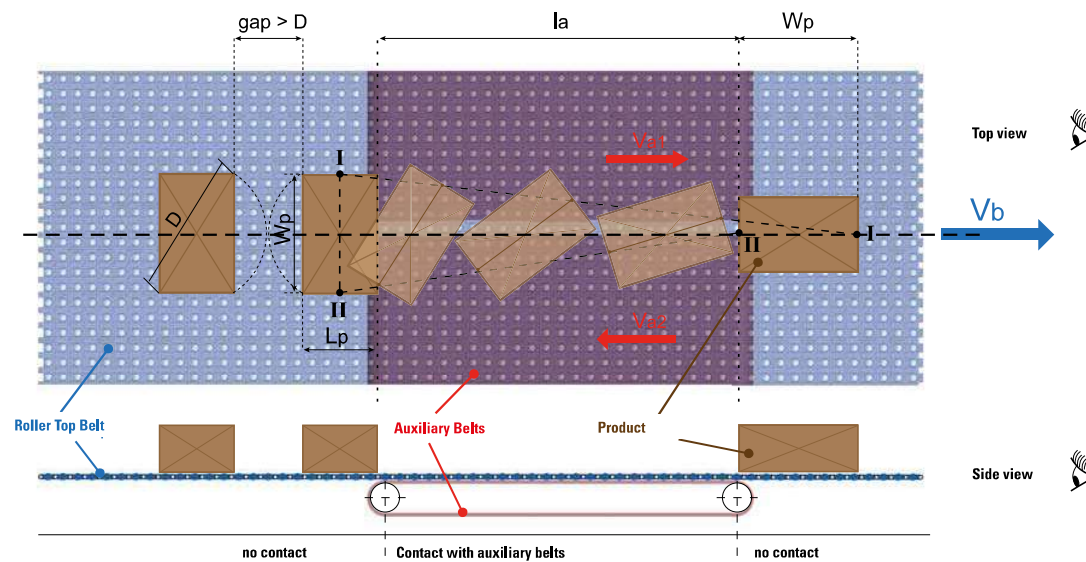 gap > D
la
Wp
I
Va1
Top view
D
Wp
Vb
II
I
II
Va2
Lp
Roller Top Belt
Auxiliary Belts
Product
Side view
T
T
no contact
Contact with auxiliary belts
no contact